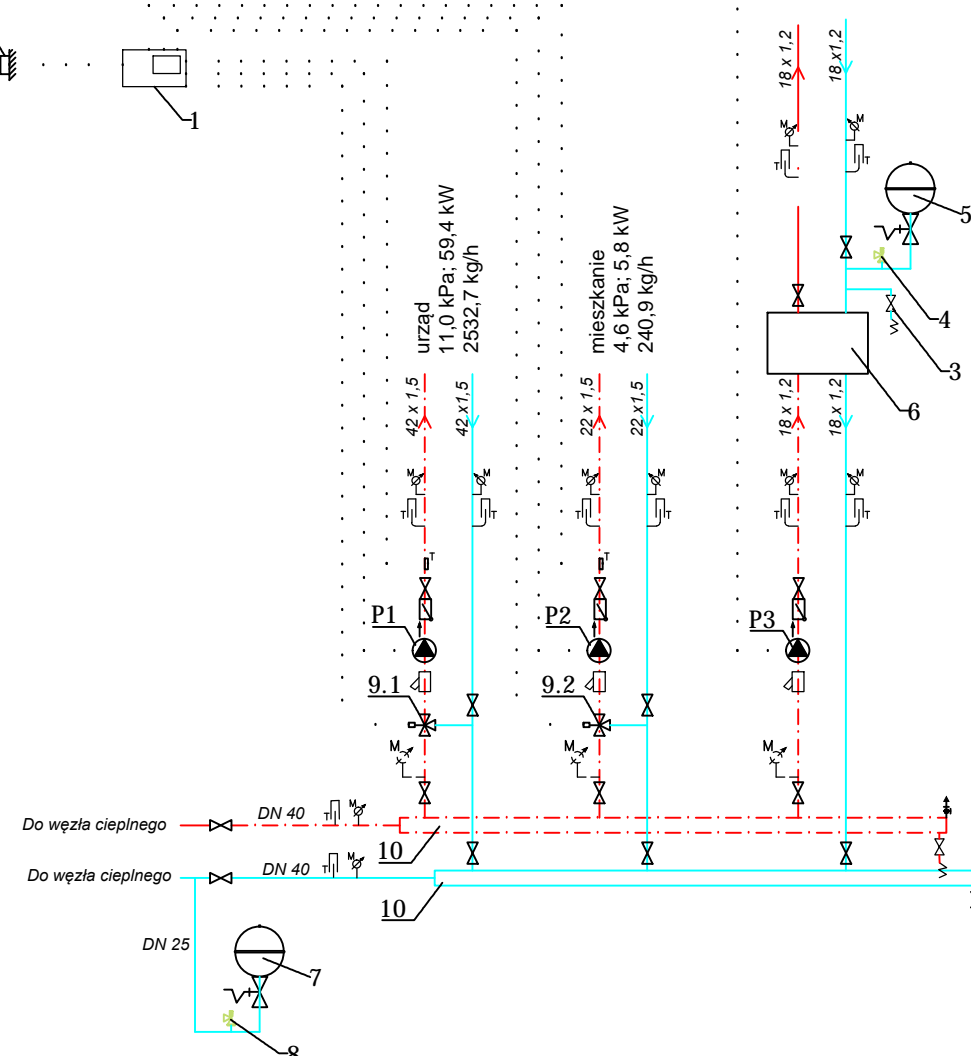 1
18 x 1,2
18 x 1,2
M
M
T
T
5
4
3
6
urząd
11,0 kPa; 59,4 kW
2532,7 kg/h
mieszkanie
4,6 kPa; 5,8 kW
240,9 kg/h
42 x 1,5
42 x 1,5
22 x 1,5
22 x 1,5
18 x 1,2
18 x 1,2
M
M
M
M
M
M
T
T
T
T
T
T
T
T
P1
P2
P3
9.1
9.2
M
M
M
Do węzła cieplnego
DN 40
T
M
10
Do węzła cieplnego
DN 40
T
M
10
DN 25
7
8